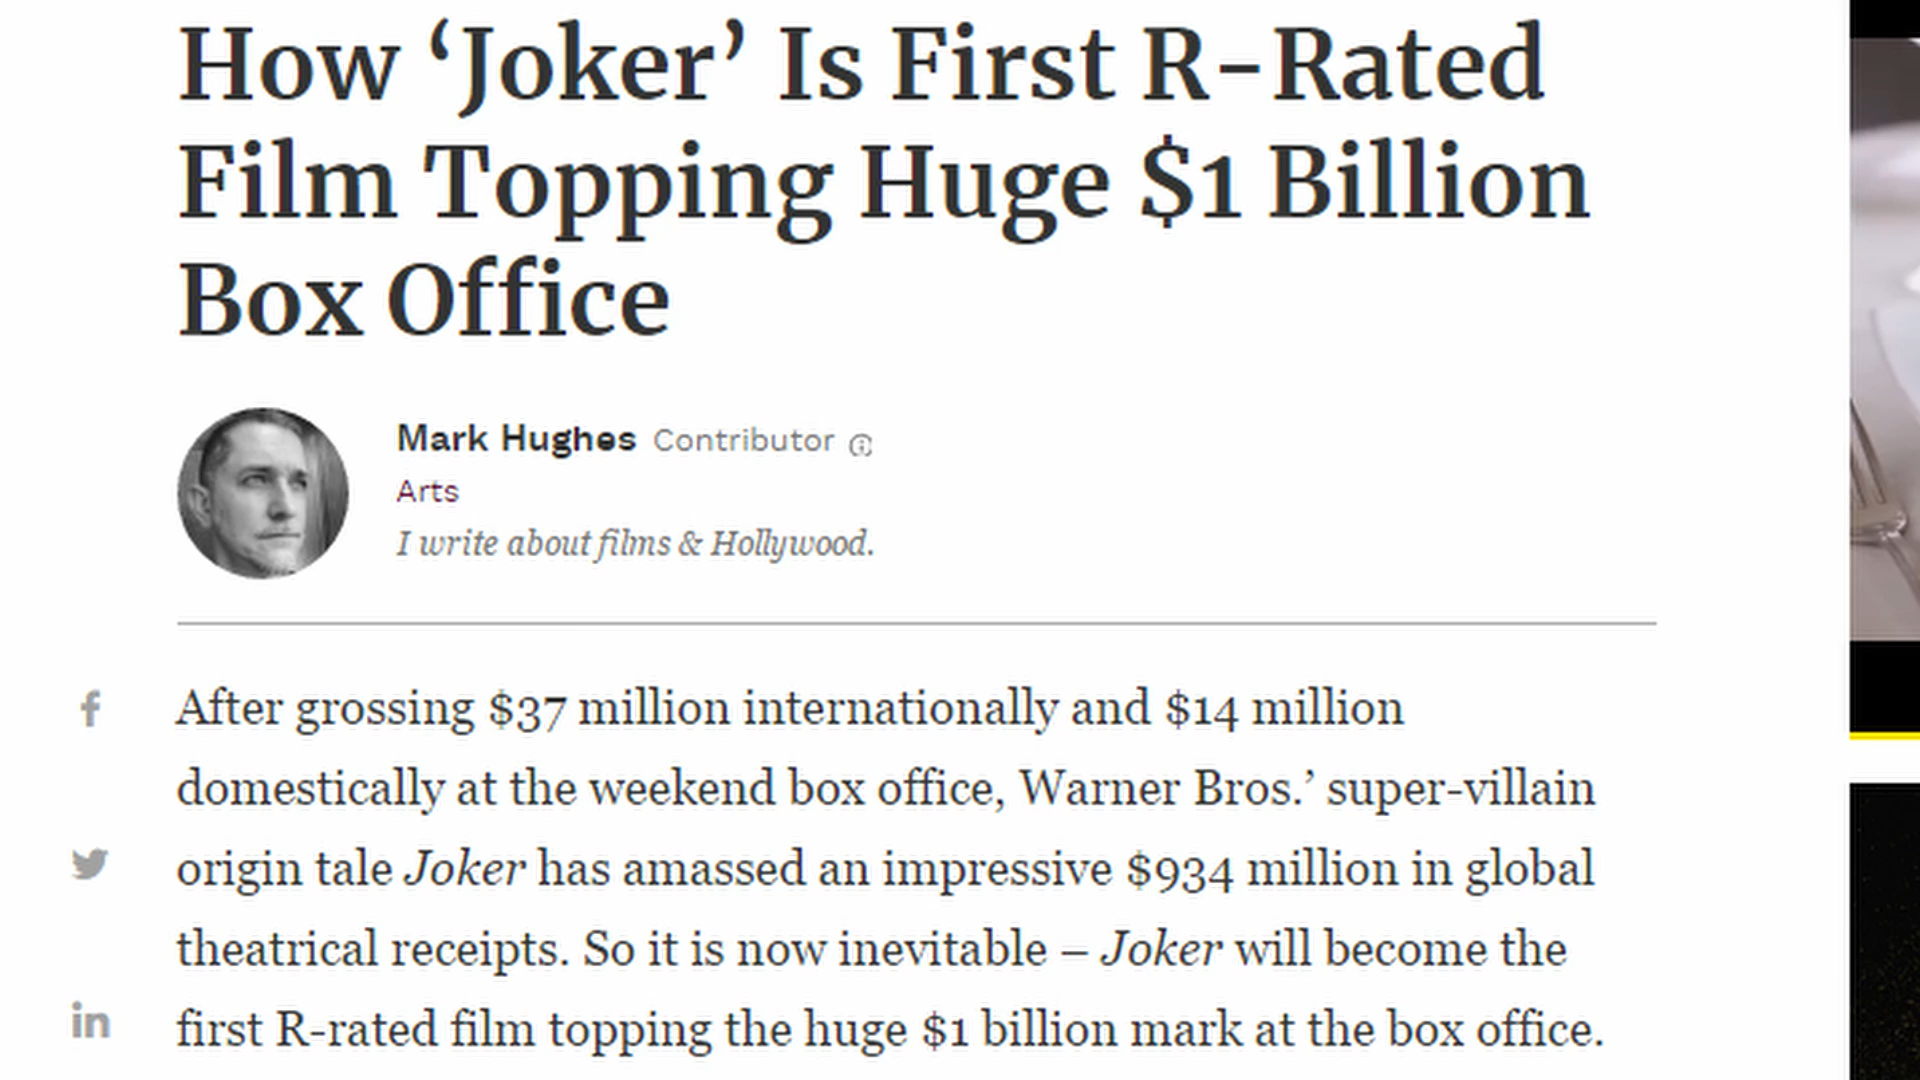 How ‘Joker’ Is First R-Rated
Film Topping Huge $1 Billion
Box Office
Mark Hughes Contributor
Arts
I write about films & Hollywood.
After grossing $37 million internationally and $14 million
domestically at the weekend box office, Warner Bros.’ super-villain
origin tale Joker has amassed an impressive $934 million in global
theatrical receipts. So it is now inevitable – Joker will become the
first R-rated film topping the huge $1 billion mark at the box office.